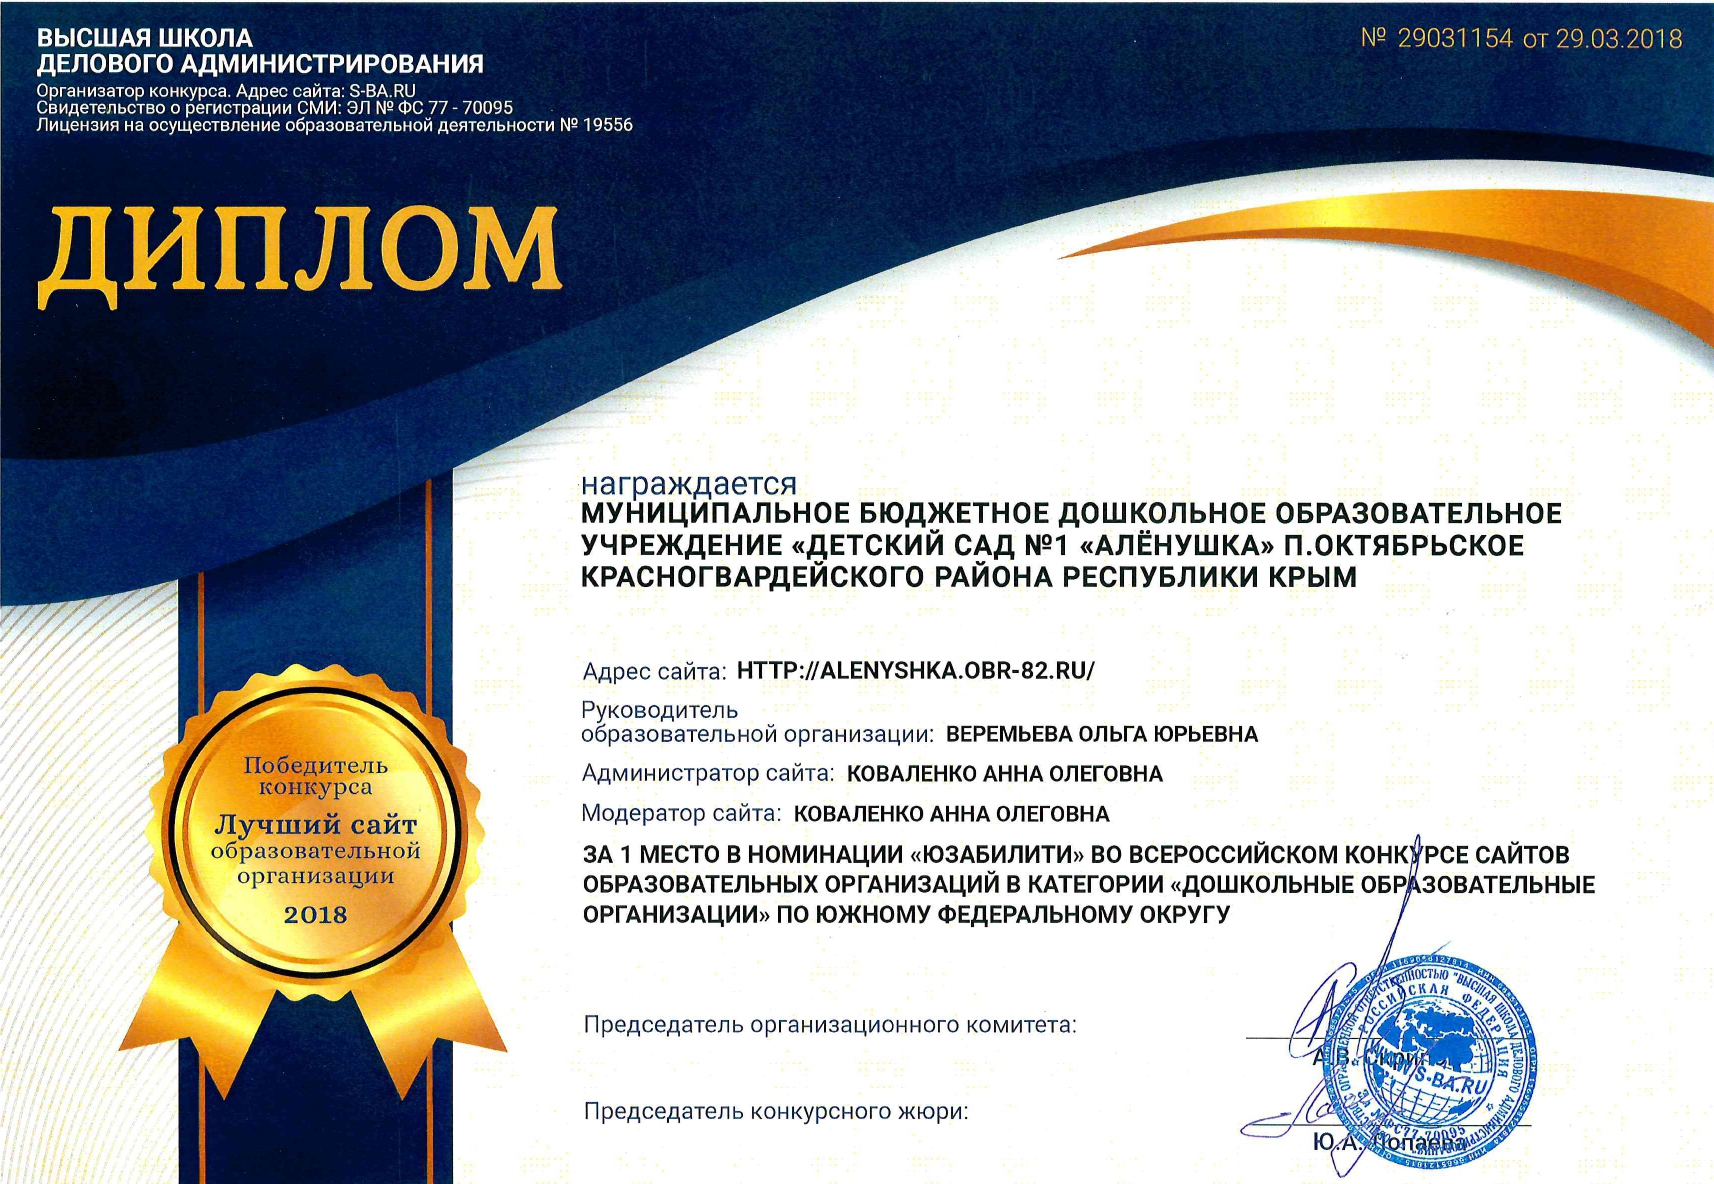 ВЫСШАЯ ШКОЛА
ДЕЛОВОГО АДМИНИСТРИРОВАНИЯ
Организатор конкурса. Адрес сайта: S-BA.RU
Свидетельство о регистрации СМИ: ЭЛ № ФС 77 - 70095
Лицензия на осуществление образовательной деятельности № 19556
№ 29031154 от 29.03.2018
ДИПЛОМ
награждается
МУНИЦИПАЛЬНОЕ БЮДЖЕТНОЕ ДОШКОЛЬНОЕ ОБРАЗОВАТЕЛЬНОЕ
УЧРЕЖДЕНИЕ «ДЕТСКИЙ САД №1 «АЛЁНУШКА» П.ОКТЯБРЬСКОЕ
КРАСНОГВАРДЕЙСКОГО РАЙОНА РЕСПУБЛИКИ КРЫМ
Адрес сайта: HTTP://ALENYSHKA.OBR-82.RU/
Руководитель
образовательной организации: ВЕРЕМЬЕВА ОЛЬГА ЮРЬЕВНА
Администратор сайта: КОВАЛЕНКО АННА ОЛЕГОВНА
Модератор сайта: КОВАЛЕНКО АННА ОЛЕГОВНА
ЗА 1 МЕСТО В НОМИНАЦИИ «ЮЗАБИЛИТИ» ВО ВСЕРОССИЙСКОМ КОНКУРСЕ САЙТОВ
ОБРАЗОВАТЕЛЬНЫХ ОРГАНИЗАЦИЙ В КАТЕГОРИИ «ДОШКОЛЬНЫЕ ОБРАЗОВАТЕЛЬНЫЕ
ОРГАНИЗАЦИИ» ПО ЮЖНОМУ ФЕДЕРАЛЬНОМУ ОКРУГУ
Победитель
конкурса
Лучший сайт
образовательной
организации
2018
Председатель организационного комитета:
А.В.
Председатель конкурсного жюри:
Ю.А. Лопаева
РОССИЙСКАЯ ФЕДЕРАЦИЯ
WWW.S-BA.RU